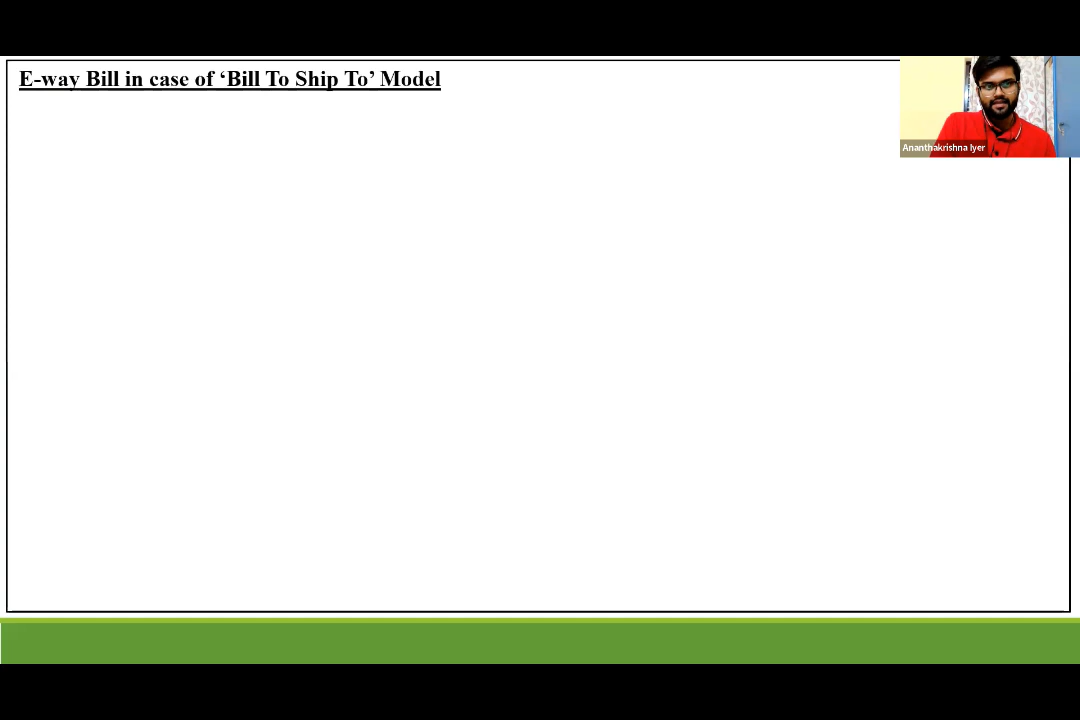 E-way Bill in case of ‘Bill To Ship To’ Model
Ananthakrishna Iyer